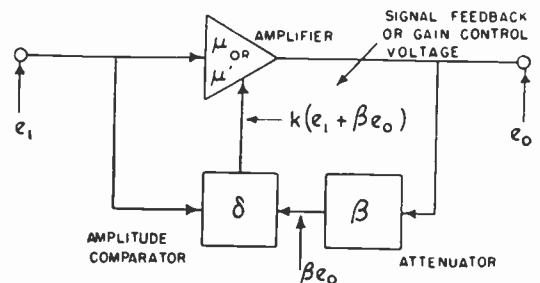 SIGNAL FEEDBACK
OR GAIN CONTROL
VOLTAGE
AMPLIFIER
μ
OR
μ'
e₁
e₀
k(e₁ + βe₀)
δ
β
AMPLITUDE
COMPARATOR
βe₀
ATTENUATOR